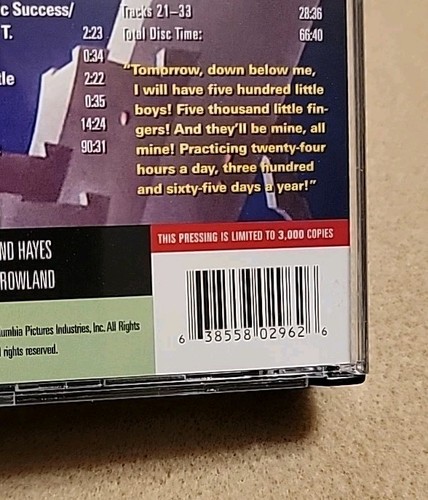 c Success/
T. 2:23
0:34
tle 2:22
0:35
14:24
90:31
Tracks 21–33 28:36
Total Disc Time: 66:40
"Tomorrow, down below me,
I will have five hundred little
boys! Five thousand little fin-
gers! And they'll be mine, all
mine! Practicing twenty-four
hours a day, three hundred
and sixty-five days a year!"
THIS PRESSING IS LIMITED TO 3,000 COPIES
ND HAYES
ROWLAND
umbia Pictures Industries, Inc. All Rights
l rights reserved.
6 38558 02962 6